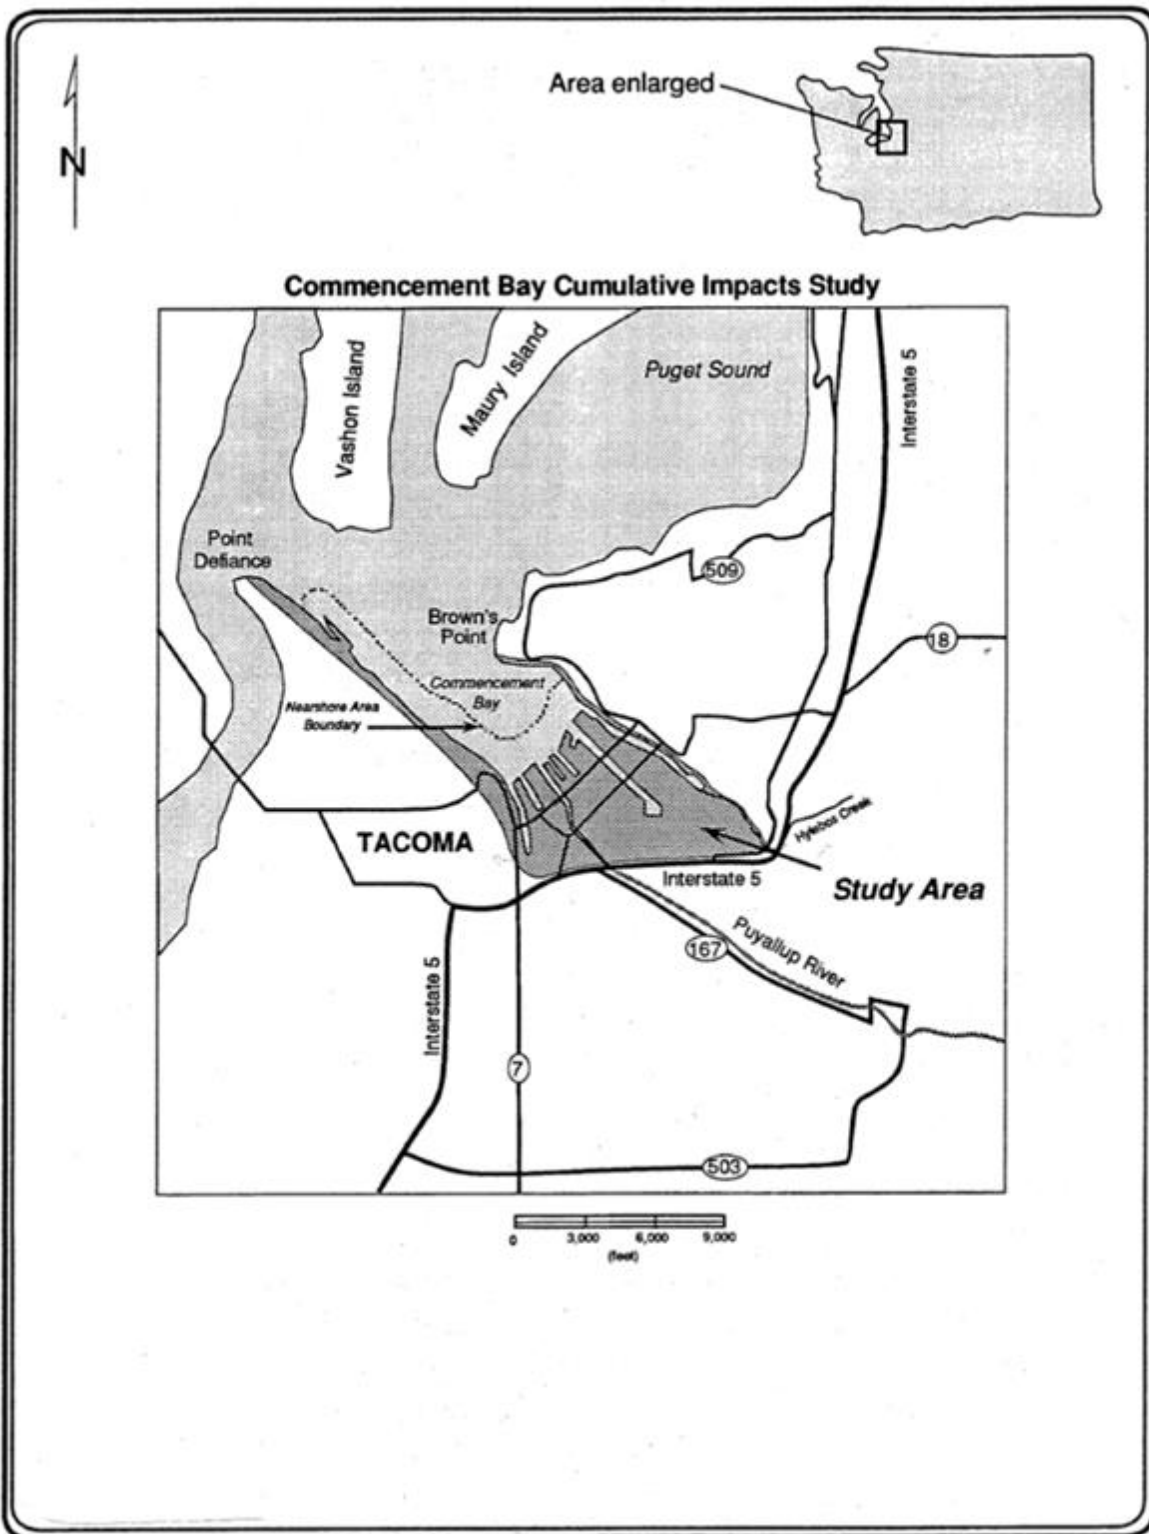 N
Area enlarged
Commencement Bay Cumulative Impacts Study
Vashon Island
Maury Island
Puget Sound
Interstate 5
Point
Defiance
509
Brown's
Point
18
Commencement
Bay
Nearshore Area
Boundary
TACOMA
Hylebos Creek
Interstate 5
Study Area
Puyallup River
167
Interstate 5
7
503
0 3,000 6,000 9,000
(feet)